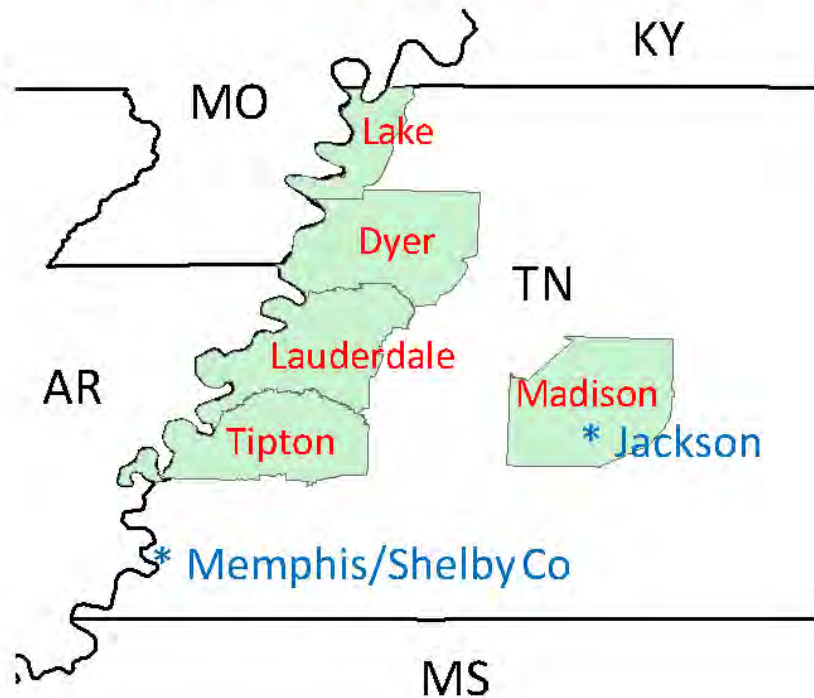 KY
MO
Lake
Dyer
TN
Lauderdale
AR
Madison
Tipton
* Jackson
* Memphis/Shelby Co
MS